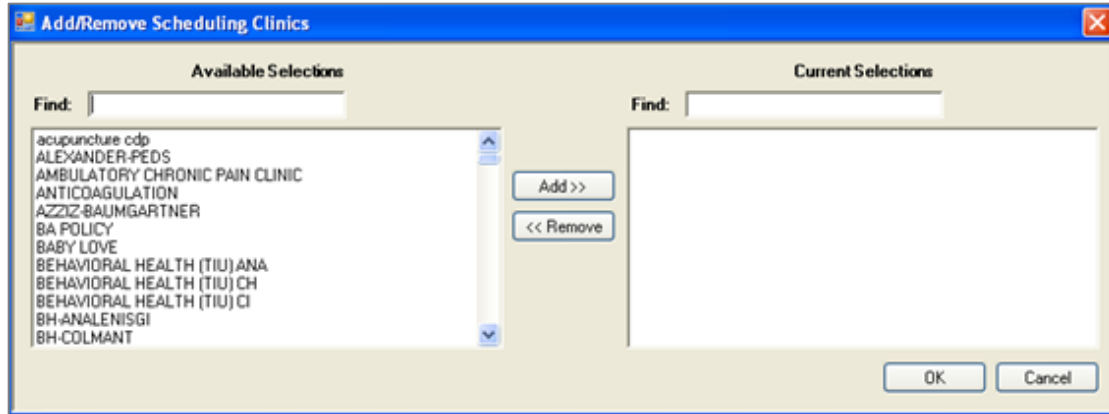 Add/Remove Scheduling Clinics
Available Selections
Current Selections
Find:
Find:
acupuncture cdp
ALEXANDER-PEDS
AMBULATORY CHRONIC PAIN CLINIC
ANTICOAGULATION
AZZIZ-BAUMGARTNER
BA POLICY
BABY LOVE
BEHAVIORAL HEALTH (TIU) ANA
BEHAVIORAL HEALTH (TIU) CH
BEHAVIORAL HEALTH (TIU) CI
BH-ANALENISGI
BH-COLMANT
Add >>
<< Remove
OK
Cancel